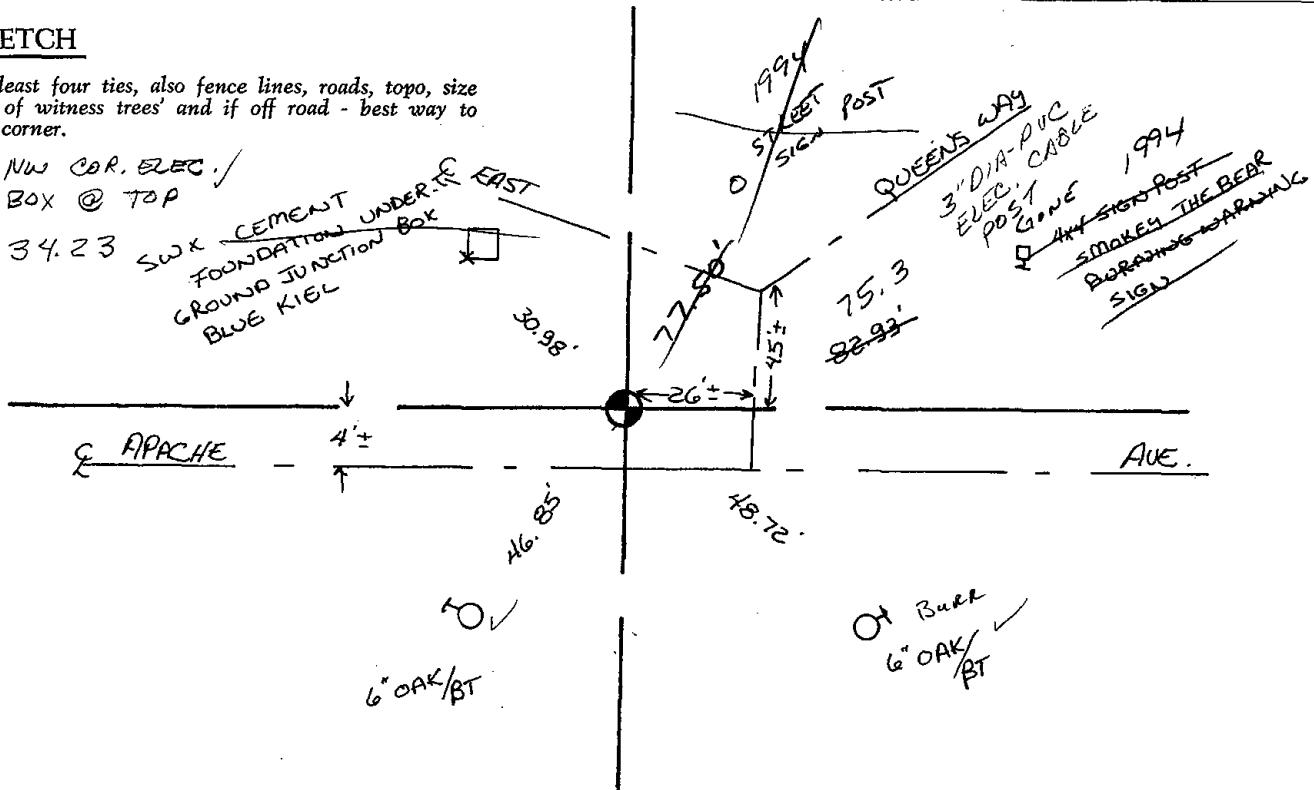 ETCH
least four ties, also fence lines, roads, topo, size
of witness trees' and if off road - best way to
corner.
NW COR. ELEC. ✓
BOX @ TOP
34.23
SWX CEMENT
FOUNDATION UNDER
GROUND JUNCTION BOX
BLUE KIEL
℄ EAST
30.98'
1994
STREET
SIGN POST
77.50'
QUEENS WAY
3" DIA-PVC
ELEC. CABLE
POST
GONE 1994
4x4 SIGN POST
SMOKEY THE BEAR
BURNING WARNING
SIGN
75.3
82.93'
45'±
26'±
4'±
℄ APACHE AVE.
46.85'
48.72'
✓
6" OAK/BT
BURR
6" OAK/BT ✓